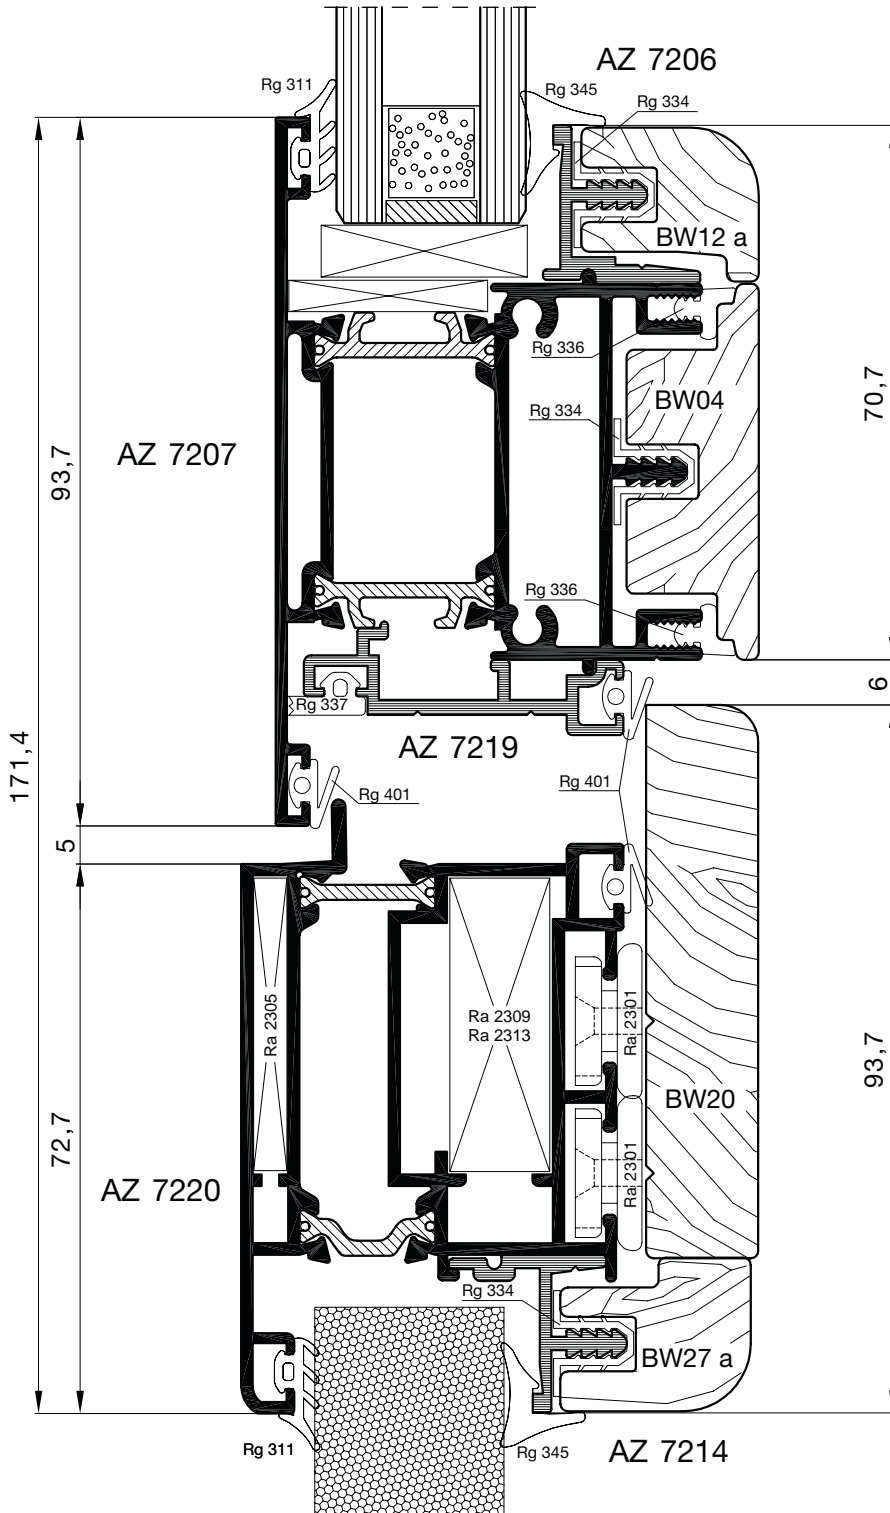 AZ 7206
Rg 311
Rg 345
Rg 334
BW12 a
Rg 336
BW04
Rg 334
70,7
AZ 7207
93,7
Rg 336
6
Rg 337
AZ 7219
171,4
Rg 401
Rg 401
5
Ra 2305
Ra 2309
Ra 2313
Ra 2301
93,7
BW20
72,7
AZ 7220
Ra 2301
Rg 334
BW27 a
Rg 311
Rg 345
AZ 7214